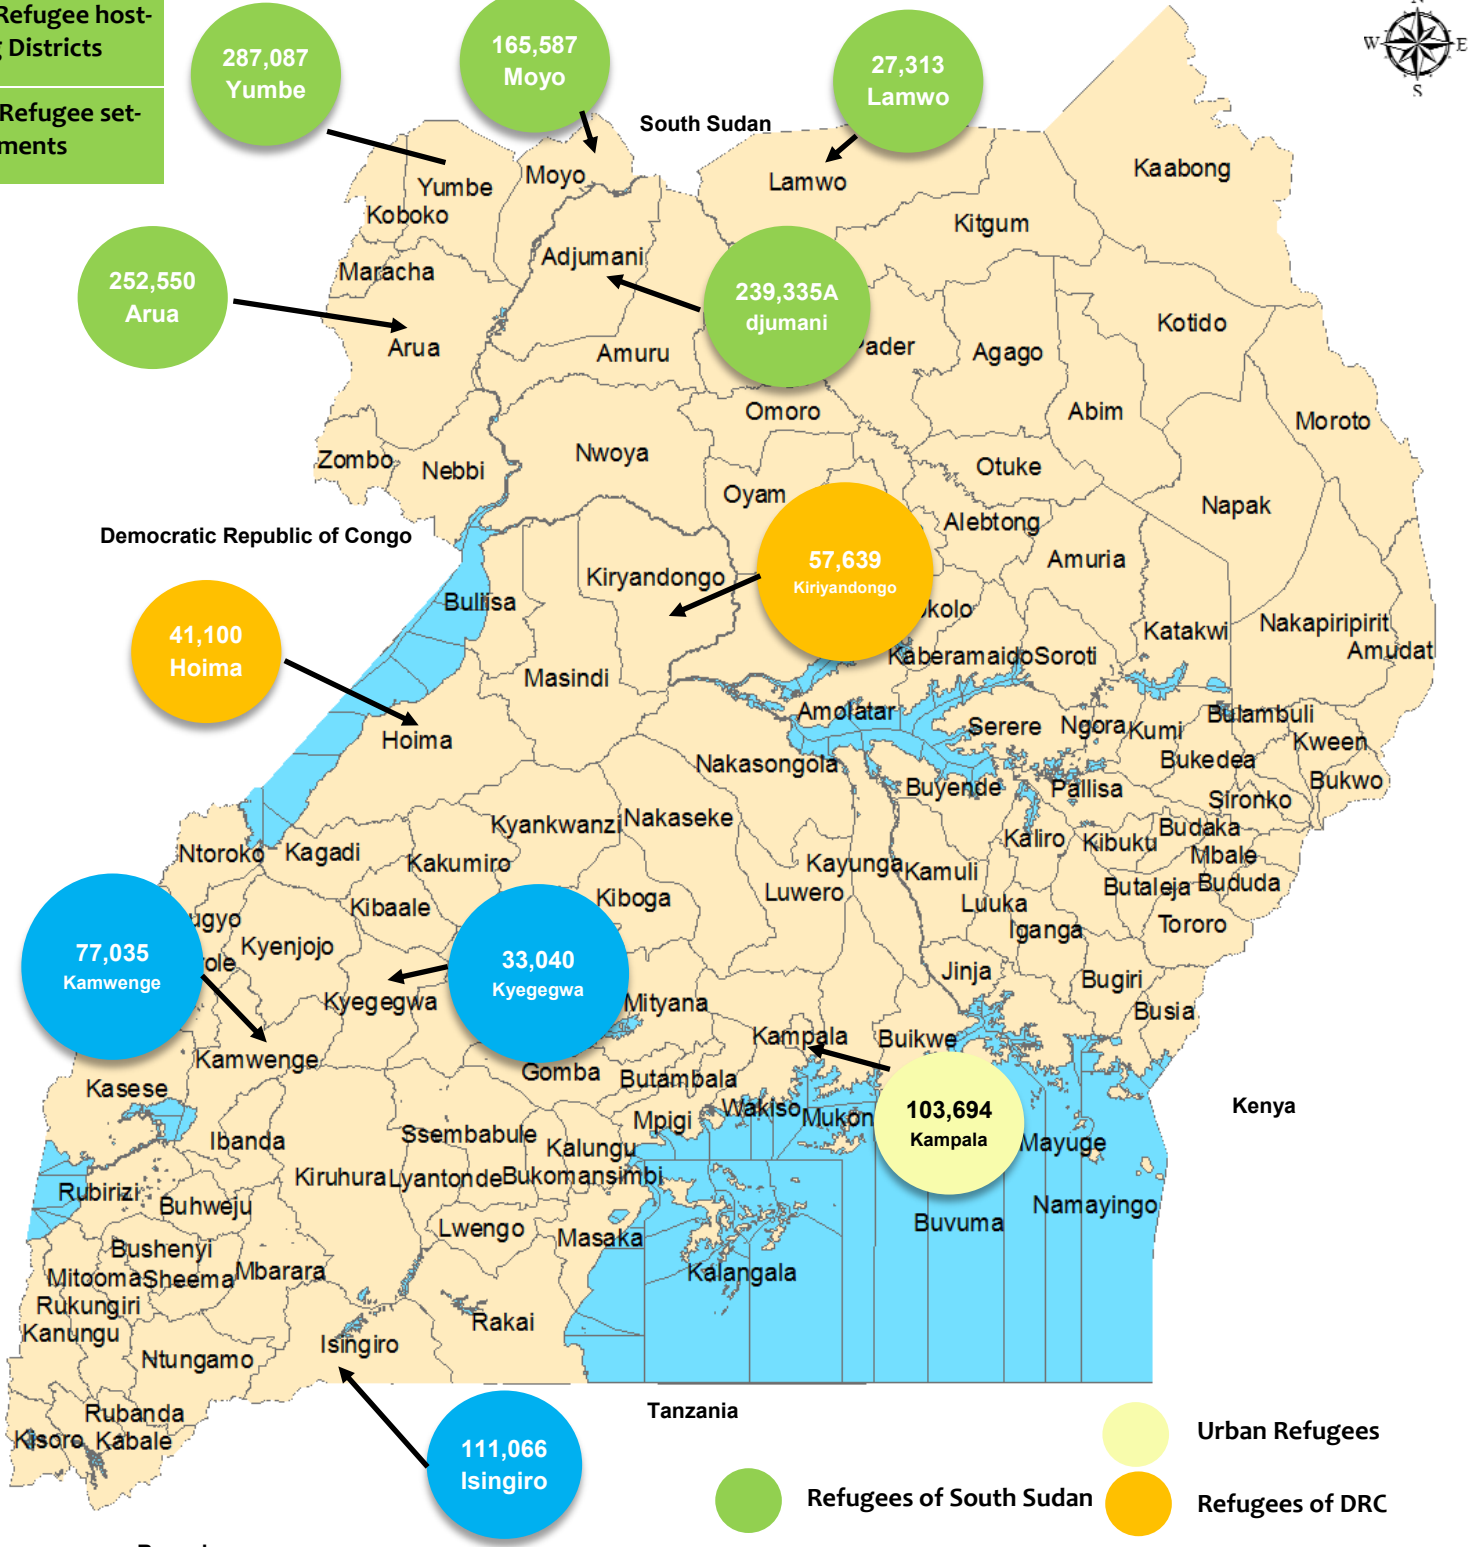 Refugee host-
Districts
Refugee set-
ments
N
W
E
S
287,087
Yumbe
165,587
Moyo
27,313
Lamwo
South Sudan
Kaabong
Yumbe
Moyo
Lamwo
Koboko
Kitgum
252,550
Arua
Maracha
Adjumani
239,335A
djumani
Kotido
Arua
Amuru
Pader
Agago
Omoro
Abim
Moroto
Zombo
Nebbi
Nwoya
Otuke
Oyam
Napak
Democratic Republic of Congo
Alebtong
Amuria
57,639
Kiriyandongo
Kiryandongo
Buliisa
okolo
Katakwi
Nakapiripirit
Amudat
41,100
Hoima
Masindi
Kaberamaido
Soroti
Hoima
Amolatar
Serere
Ngora
Kumi
Bulambuli
Kween
Bukedea
Bukwo
Nakasongola
Buyende
Pallisa
Sironko
Kyankwanzi
Nakaseke
Kaliro
Kibuku
Budaka
Mbale
Ntoroko
Kagadi
Kakumiro
Kayunga
Kamuli
Luwero
Butaleja
Bududa
Kibaale
Kiboga
Luuka
Iganga
Tororo
ugyo
Kyenjojo
77,035
Kamwenge
role
33,040
Kyegegwa
Jinja
Bugiri
Kyegegwa
Mityana
Busia
Kampala
Buikwe
Kamwenge
Kasese
Gomba
Butambala
Wakiso
Mukon
103,694
Kampala
Kenya
Mpigi
Ibanda
Ssembabule
Kalungu
Mayuge
Kiruhura
Lyantonde
Bukomansimbi
Rubirizi
Buhweju
Namayingo
Lwengo
Masaka
Buvuma
Bushenyi
Mitooma
Sheema
Mbarara
Kalangala
Rukungiri
Kanungu
Rakai
Isingiro
Ntungamo
Tanzania
Rubanda
Kisoro
Kabale
111,066
Isingiro
Urban Refugees
Refugees of South Sudan
Refugees of DRC